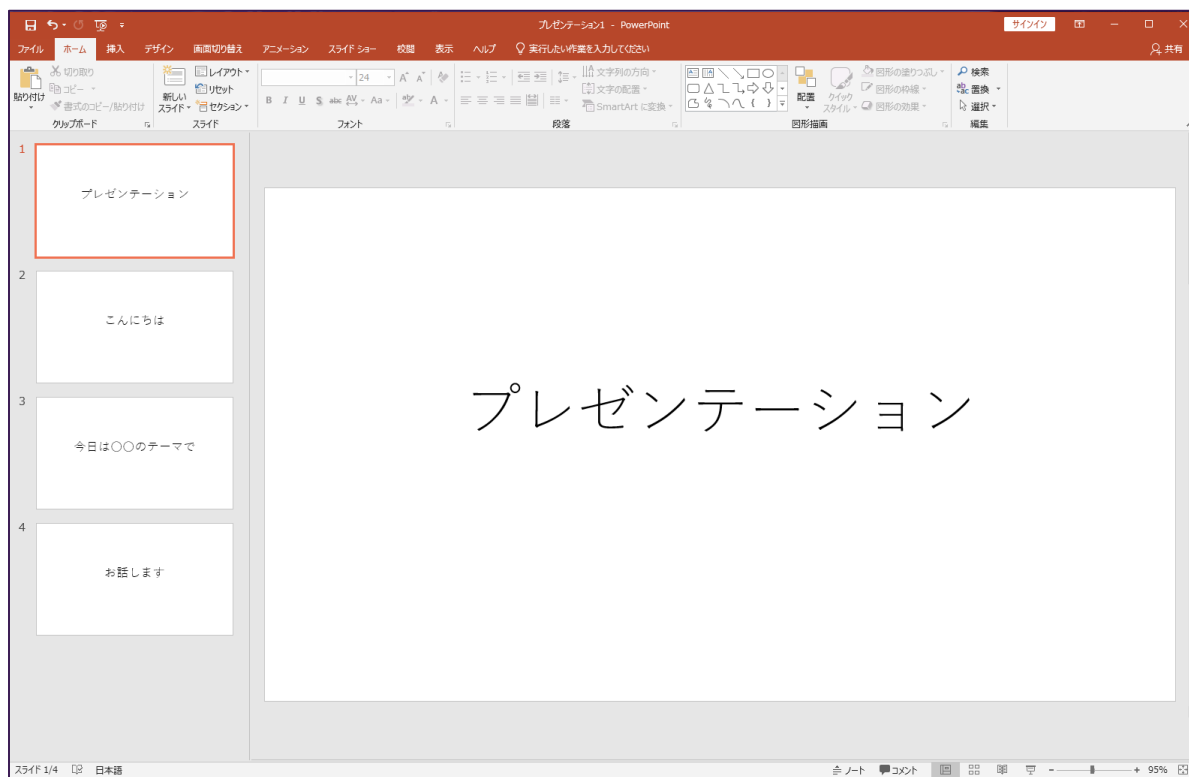 プレゼンテーション1 - PowerPoint
サインイン
ファイル ホーム 挿入 デザイン 画面切り替え アニメーション スライド ショー 校閲 表示 ヘルプ 実行したい作業を入力してください 共有
貼り付け
切り取り
コピー
書式のコピー/貼り付け
クリップボード
新しい
スライド
レイアウト
リセット
セクション
スライド
24 A A
B I U S abc AV Aa A
フォント
文字列の方向
文字の配置
SmartArt に変換
段落
配置
クイック
スタイル
図形の塗りつぶし
図形の枠線
図形の効果
図形描画
検索
置換
選択
編集
1
プレゼンテーション
2
こんにちは
3
今日は〇〇のテーマで
4
お話します
プレゼンテーション
スライド 1/4 日本語 ノート コメント 95%